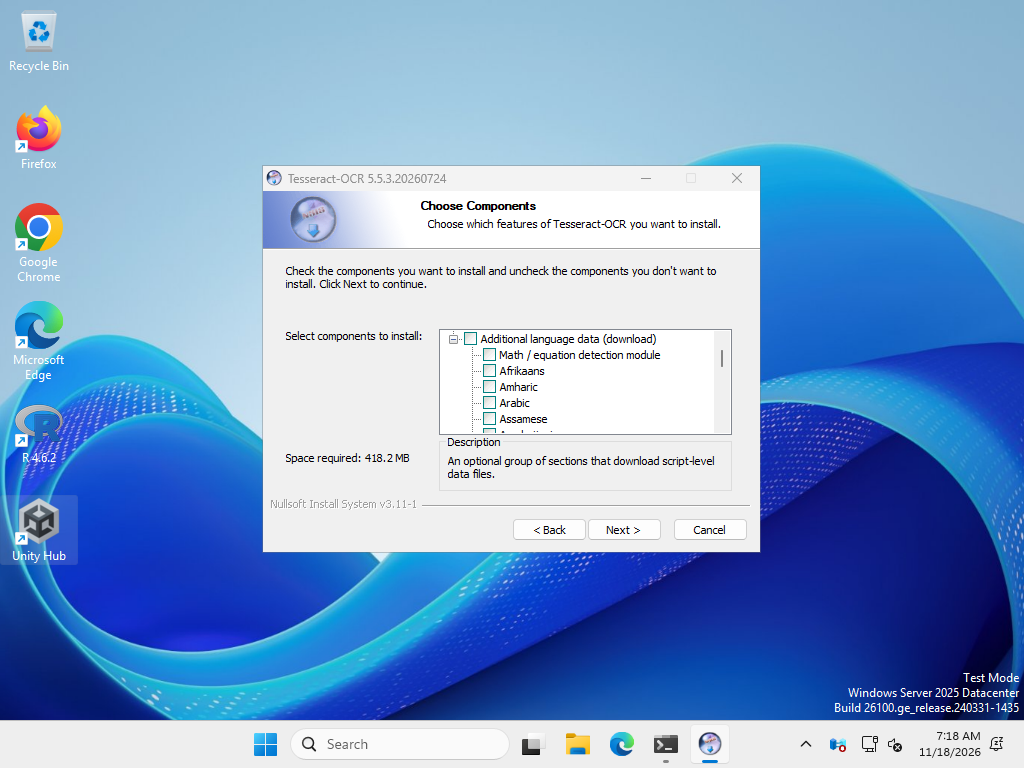 Recycle Bin
Firefox
Google
Chrome
Microsoft
Edge
R 4.6.2
Unity Hub
Tesseract-OCR 5.5.3.20260724
Choose Components
Choose which features of Tesseract-OCR you want to install.
Check the components you want to install and uncheck the components you don't want to
install. Click Next to continue.
Select components to install:
Additional language data (download)
Math / equation detection module
Afrikaans
Amharic
Arabic
Assamese
Space required: 418.2 MB
Description
An optional group of sections that download script-level
data files.
Nullsoft Install System v3.11-1
< Back
Next >
Cancel
Test Mode
Windows Server 2025 Datacenter
Build 26100.ge_release.240331-1435
Search
7:18 AM
11/18/2026